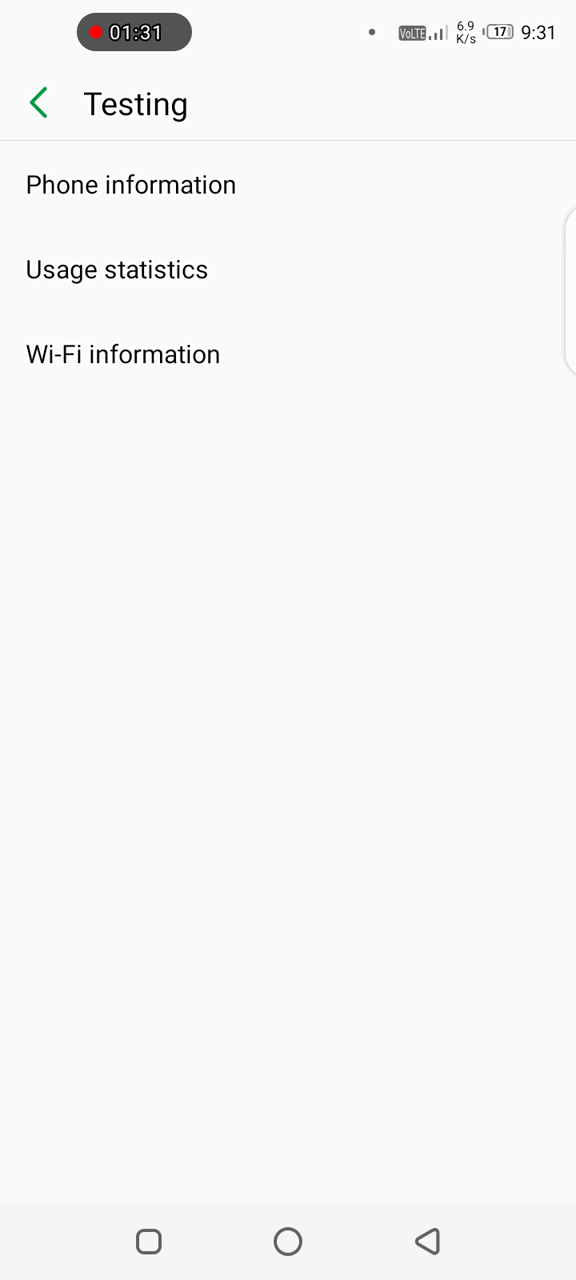 01:31
VoLTE 6.9 K/s 17 9:31
Testing
Phone information
Usage statistics
Wi-Fi information